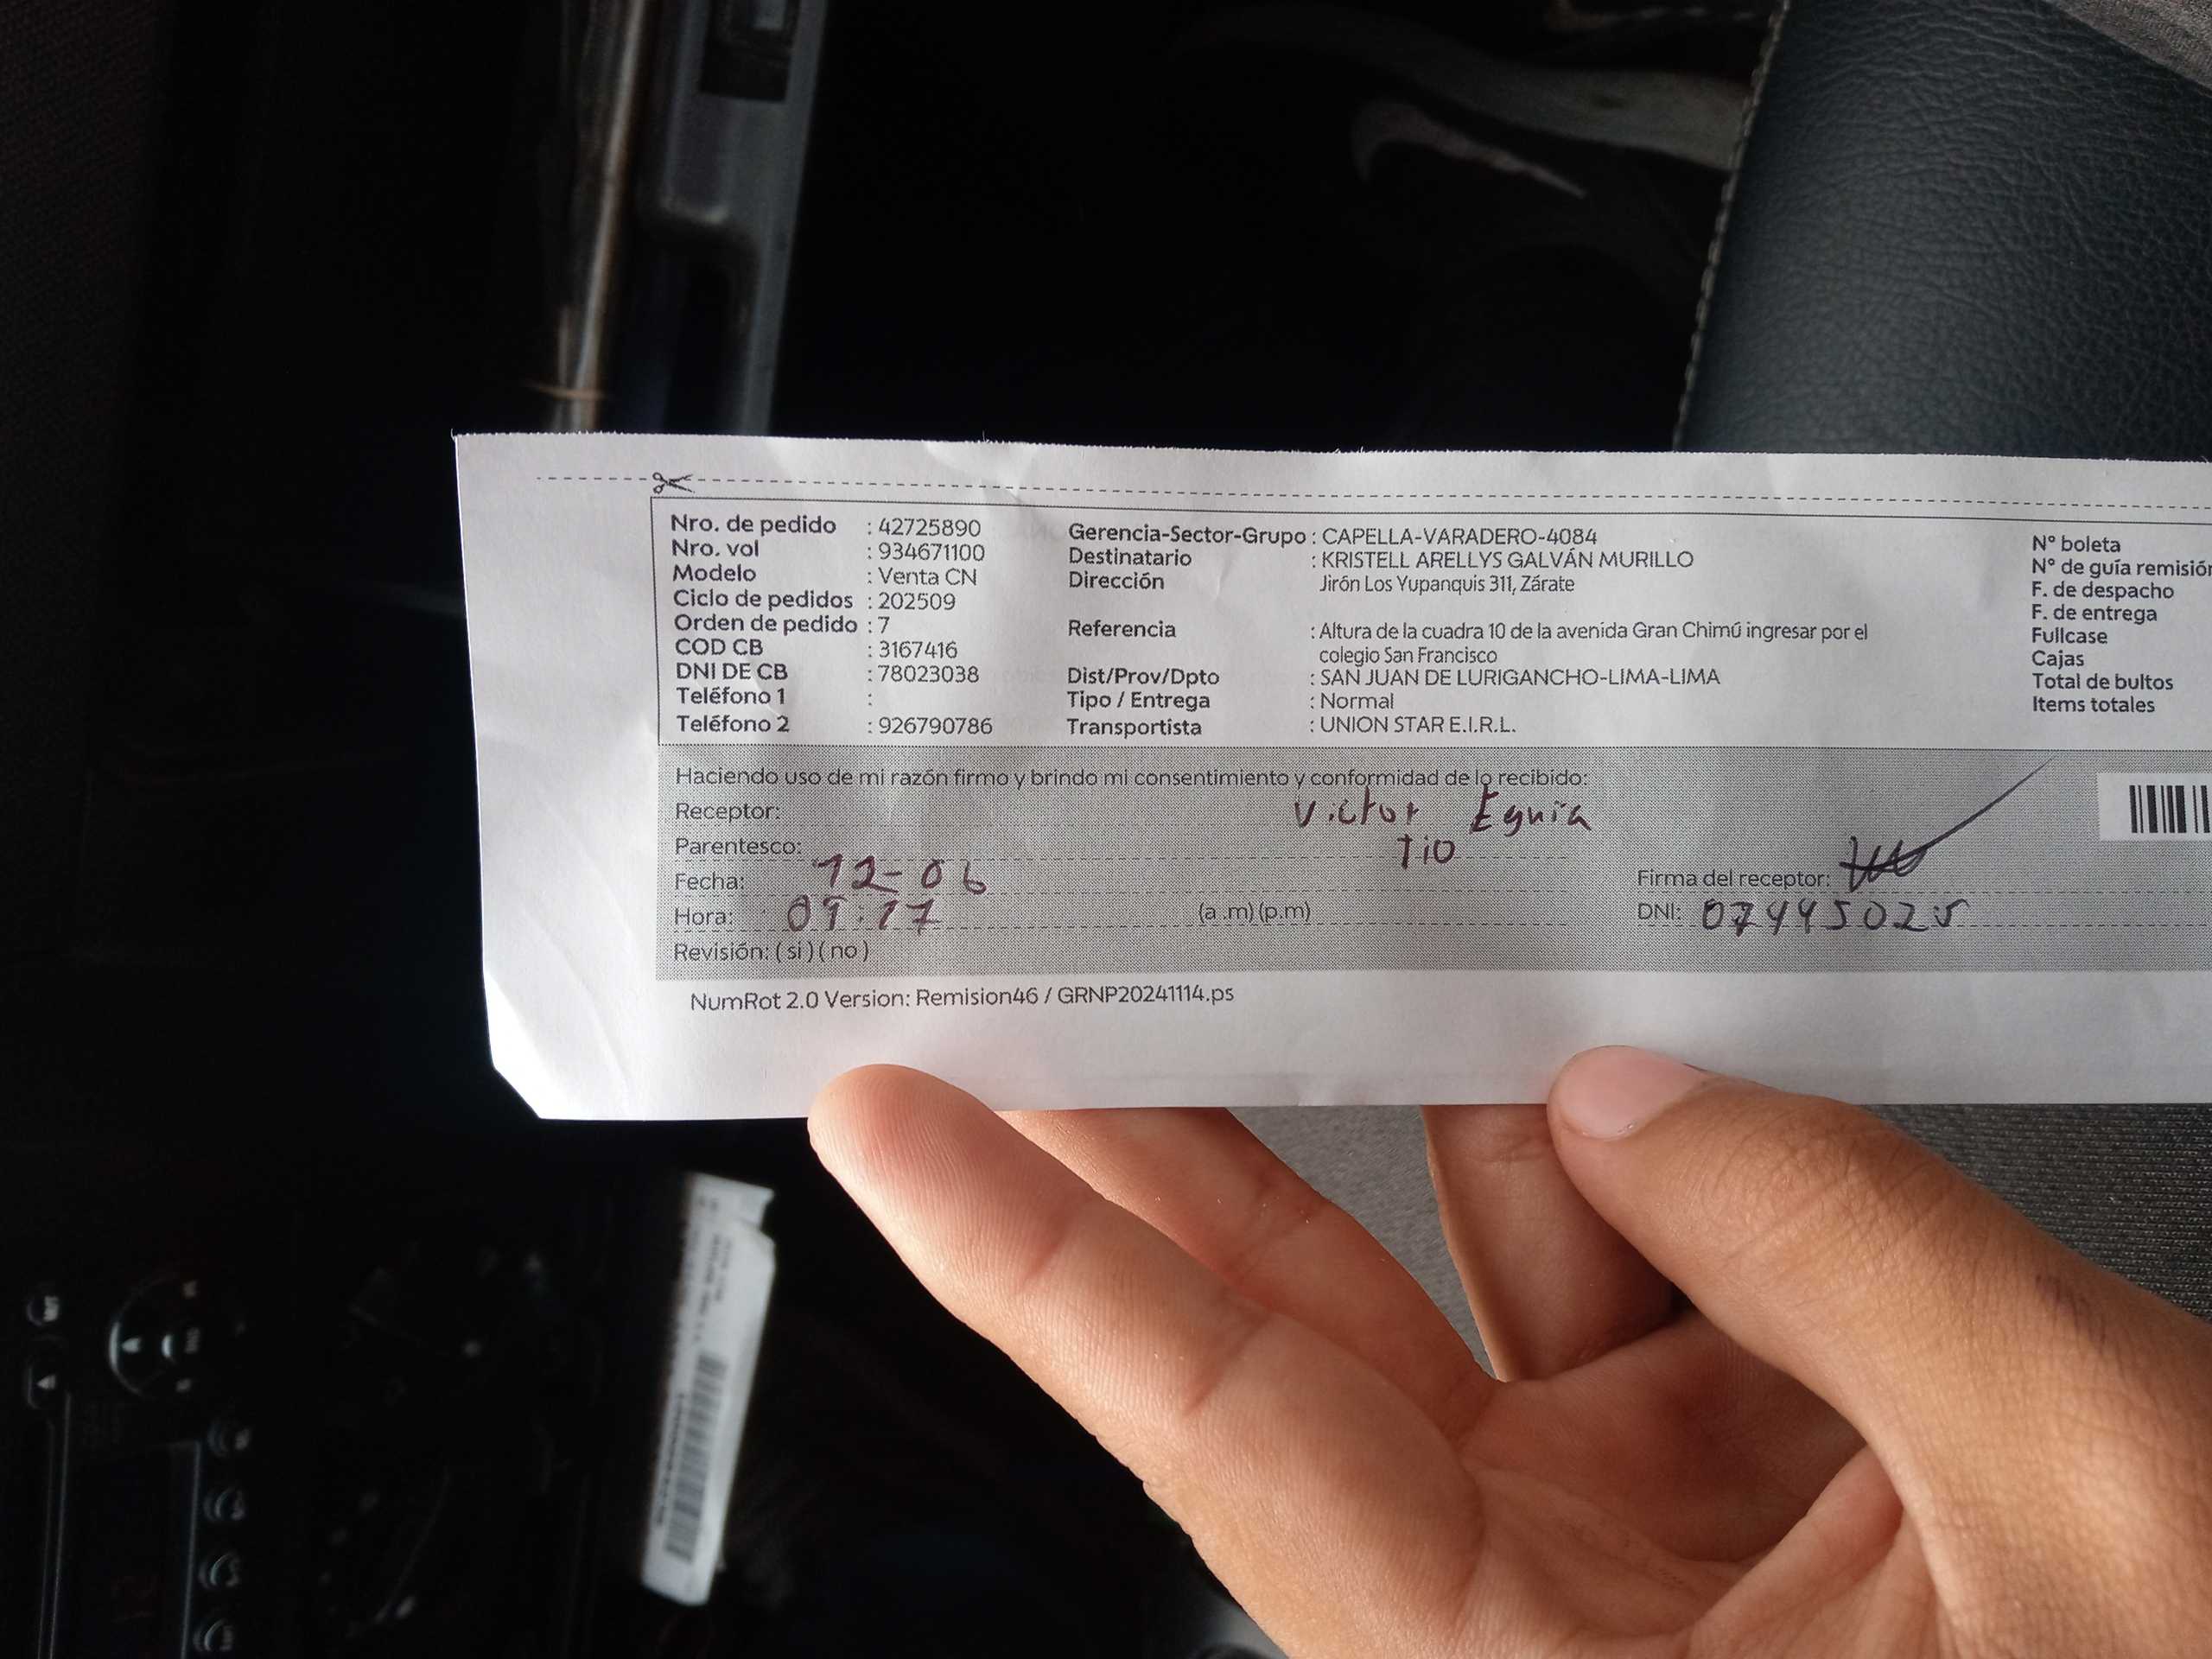 Nro. de pedido : 42725890
Nro. vol : 934671100
Modelo : Venta CN
Ciclo de pedidos : 202509
Orden de pedido : 7
COD CB : 3167416
DNI DE CB : 78023038
Teléfono 1 :
Teléfono 2 : 926790786
Gerencia-Sector-Grupo : CAPELLA-VARADERO-4084
Destinatario : KRISTELL ARELLYS GALVÁN MURILLO
Dirección Jirón Los Yupanquis 311, Zárate
Referencia : Altura de la cuadra 10 de la avenida Gran Chimú ingresar por el
colegio San Francisco
Dist/Prov/Dpto : SAN JUAN DE LURIGANCHO-LIMA-LIMA
Tipo / Entrega : Normal
Transportista : UNION STAR E.I.R.L.
N° boleta
N° de guía remisión
F. de despacho
F. de entrega
Fullcase
Cajas
Total de bultos
Items totales
Haciendo uso de mi razón firmo y brindo mi consentimiento y conformidad de lo recibido:
Receptor: Victor Eguia
Parentesco: Tio
Fecha: 12-06
Hora: 09:17 (a .m) (p.m)
Revisión: ( si ) ( no )
Firma del receptor:
DNI: 07445025
NumRot 2.0 Version: Remision46 / GRNP20241114.ps